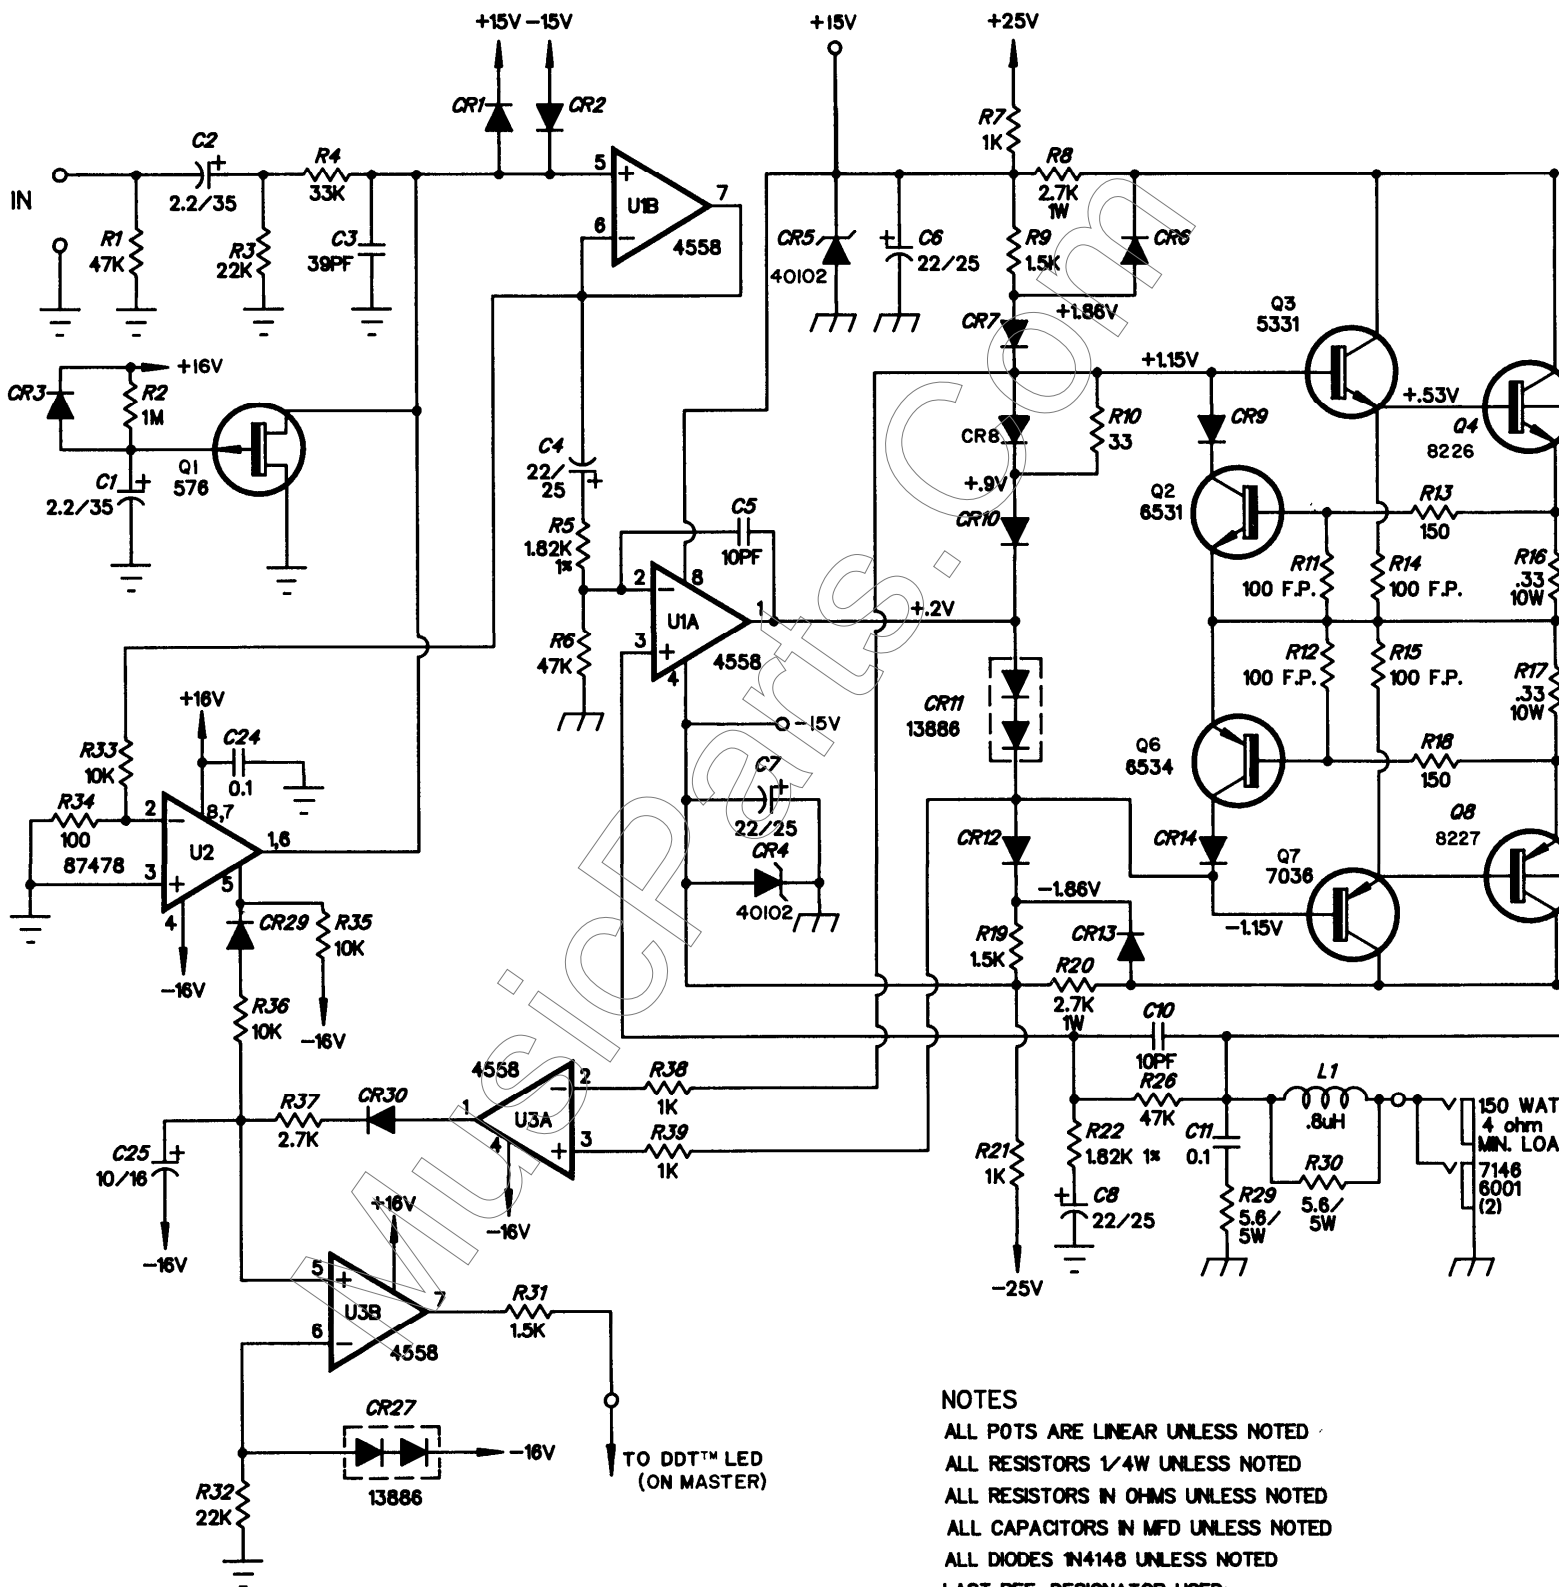 +15V -15V
+15V
+25V
CR1
CR2
R7
1K
C2
2.2/35
R4
33K
IN
R1
47K
R3
22K
C3
39PF
5
+
6
-
U1B
7
4558
R8
2.7K
1W
CR5
40102
+
C6
22/25
R9
1.5K
CR6
+1.86V
CR7
Q3
5331
+16V
CR3
R2
1M
C1
2.2/35
Q1
576
C4
22/
25
+1.15V
+.53V
CR8
R10
33
CR9
Q4
8226
+.9V
Q2
6531
R13
150
R5
1.82K
1%
C5
10PF
CR10
R11
100 F.P.
R14
100 F.P.
R16
.33
10W
2
-
8
U1A
1
3
+
4
4558
+.2V
R6
47K
R12
100 F.P.
R15
100 F.P.
R17
.33
10W
CR11
13886
-15V
+16V
R33
10K
C24
0.1
Q6
6534
R18
150
C7
22/25
R34
100
87478
2
-
8,7
U2
1,6
3
+
5
4
CR12
CR14
Q8
8227
CR4
40102
Q7
7036
-1.86V
CR29
R35
10K
R19
1.5K
CR13
-1.15V
-16V
R36
10K
-16V
R20
2.7K
1W
C10
10PF
4558
2
-
U3A
1
4
3
+
R38
1K
R39
1K
R26
47K
L1
.8uH
R37
2.7K
CR30
C25
10/16
R21
1K
R22
1.82K 1%
C11
0.1
R30
5.6/
5W
150 WAT
4 ohm
MIN. LOA
7146
6001
(2)
-16V
+16V
-16V
C8
22/25
R29
5.6/
5W
-25V
5
+
U3B
7
6
-
4558
R31
1.5K
CR27
13886
-16V
TO DDT™ LED
(ON MASTER)
R32
22K
NOTES
ALL POTS ARE LINEAR UNLESS NOTED
ALL RESISTORS 1/4W UNLESS NOTED
ALL RESISTORS IN OHMS UNLESS NOTED
ALL CAPACITORS IN MFD UNLESS NOTED
ALL DIODES 1N4148 UNLESS NOTED
LAST REF. DESIGNATOR USED:
MusicParts.Com